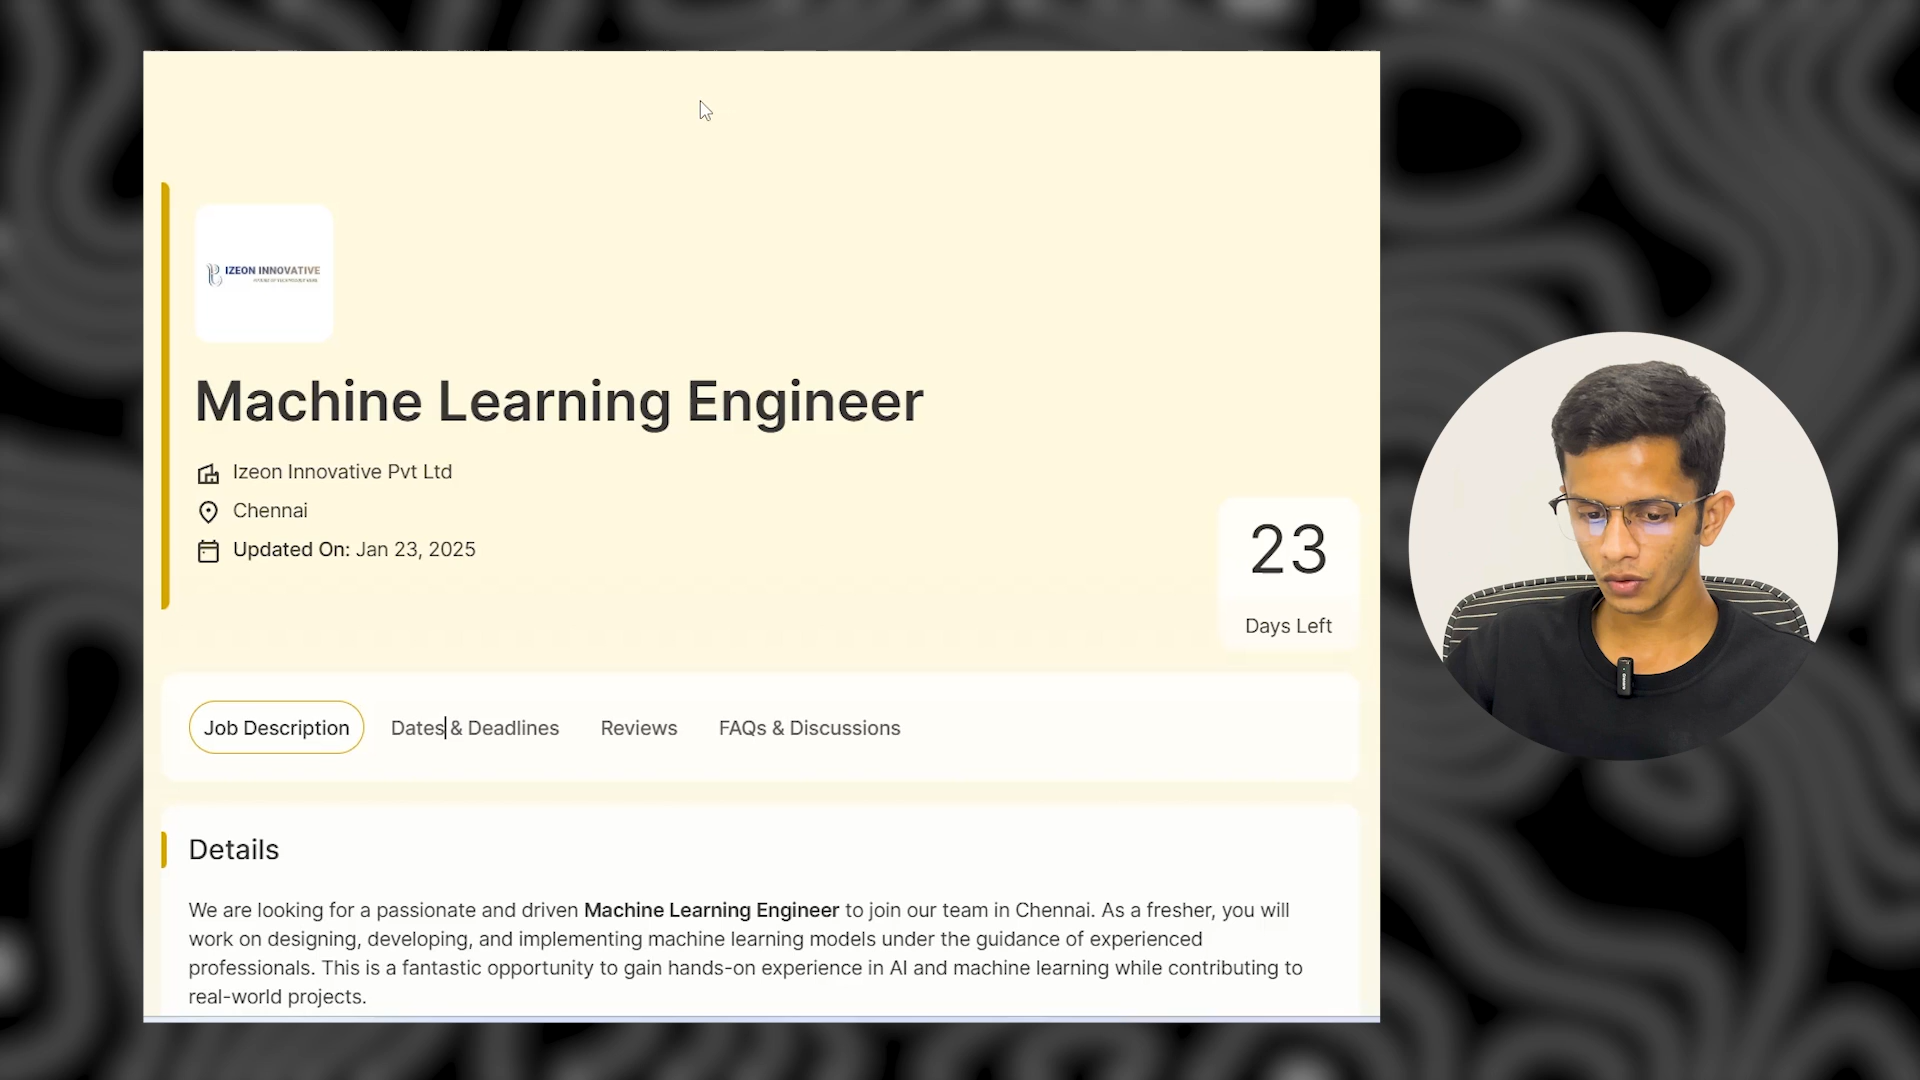 IZEON INNOVATIVE
Machine Learning Engineer
Izeon Innovative Pvt Ltd
Chennai
Updated On: Jan 23, 2025
23
Days Left
Job Description
Dates & Deadlines
Reviews
FAQs & Discussions
Details
We are looking for a passionate and driven Machine Learning Engineer to join our team in Chennai. As a fresher, you will
work on designing, developing, and implementing machine learning models under the guidance of experienced
professionals. This is a fantastic opportunity to gain hands-on experience in AI and machine learning while contributing to
real-world projects.